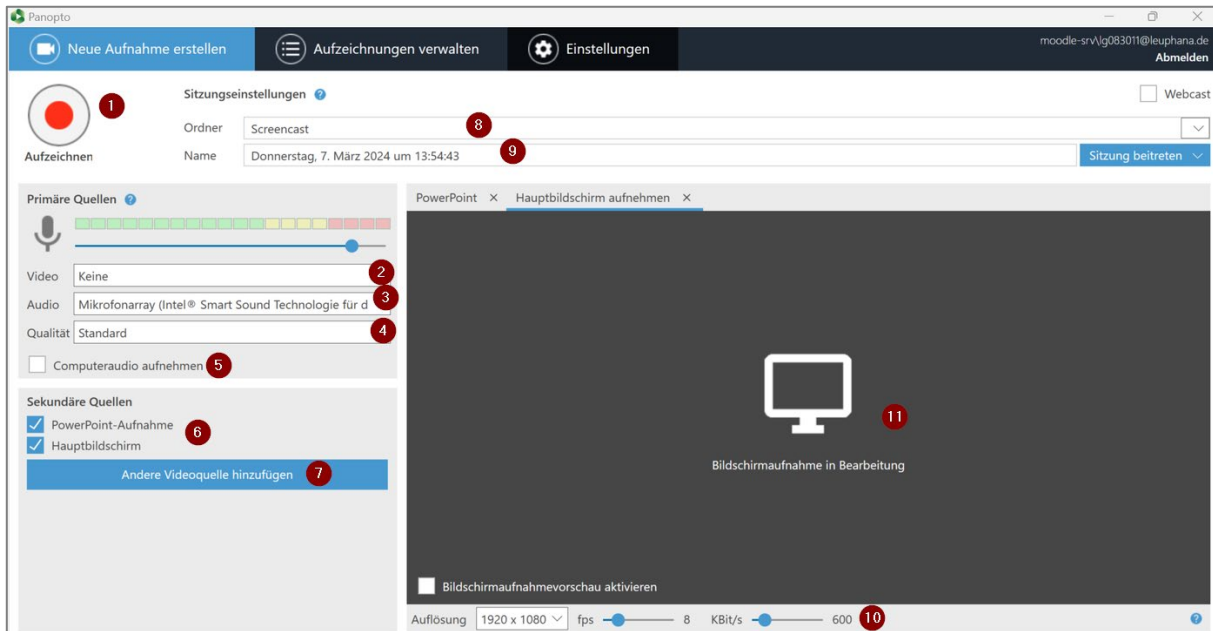 Panopto
Neue Aufnahme erstellen
Aufzeichnungen verwalten
Einstellungen
moodle-srv\lg083011@leuphana.de
Abmelden
1
Aufzeichnen
Sitzungseinstellungen ?
Webcast
Ordner Screencast 8
Name Donnerstag, 7. März 2024 um 13:54:43 9
Sitzung beitreten
Primäre Quellen ?
Video Keine 2
Audio Mikrofonarray (Intel® Smart Sound Technologie für d 3
Qualität Standard 4
Computeraudio aufnehmen 5
Sekundäre Quellen
PowerPoint-Aufnahme
6
Hauptbildschirm
Andere Videoquelle hinzufügen 7
PowerPoint × Hauptbildschirm aufnehmen ×
11
Bildschirmaufnahme in Bearbeitung
Bildschirmaufnahmevorschau aktivieren
Auflösung 1920 x 1080 fps 8 KBit/s 600 10 ?